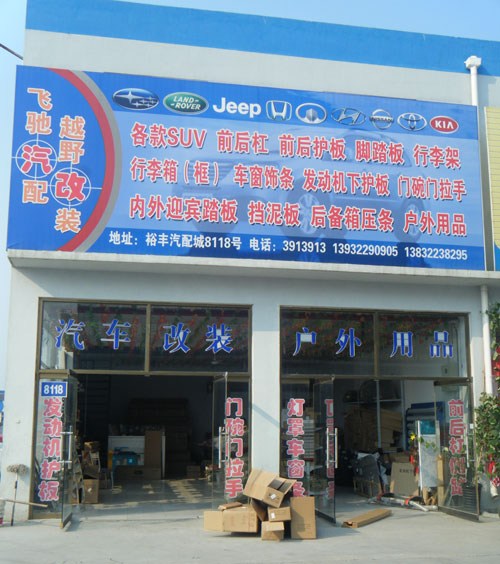 飞驰汽配
越野改装
SUBARU
LAND ROVER
Jeep
KIA
各款SUV 前后杠 前后护板 脚踏板 行李架
行李箱(框) 车窗饰条 发动机下护板 门碗门拉手
内外迎宾踏板 挡泥板 后备箱压条 户外用品
地址:裕丰汽配城8118号 电话:3913913 13932290905 13832238295
汽车改装 户外用品
8118
发动机护板
门碗门拉手
灯罩车窗条
前后杠